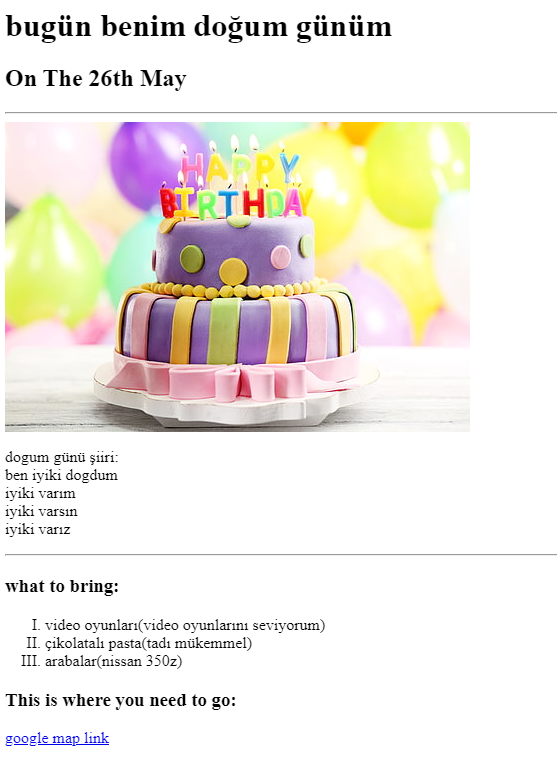 bugün benim doğum günüm
On The 26th May
HAPPY
BIRTHDAY
dogum günü şiiri:
ben iyiki dogdum
iyiki varım
iyiki varsın
iyiki varız
what to bring:
I. video oyunları(video oyunlarını seviyorum)
II. çikolatalı pasta(tadı mükemmel)
III. arabalar(nissan 350z)
This is where you need to go:
google map link